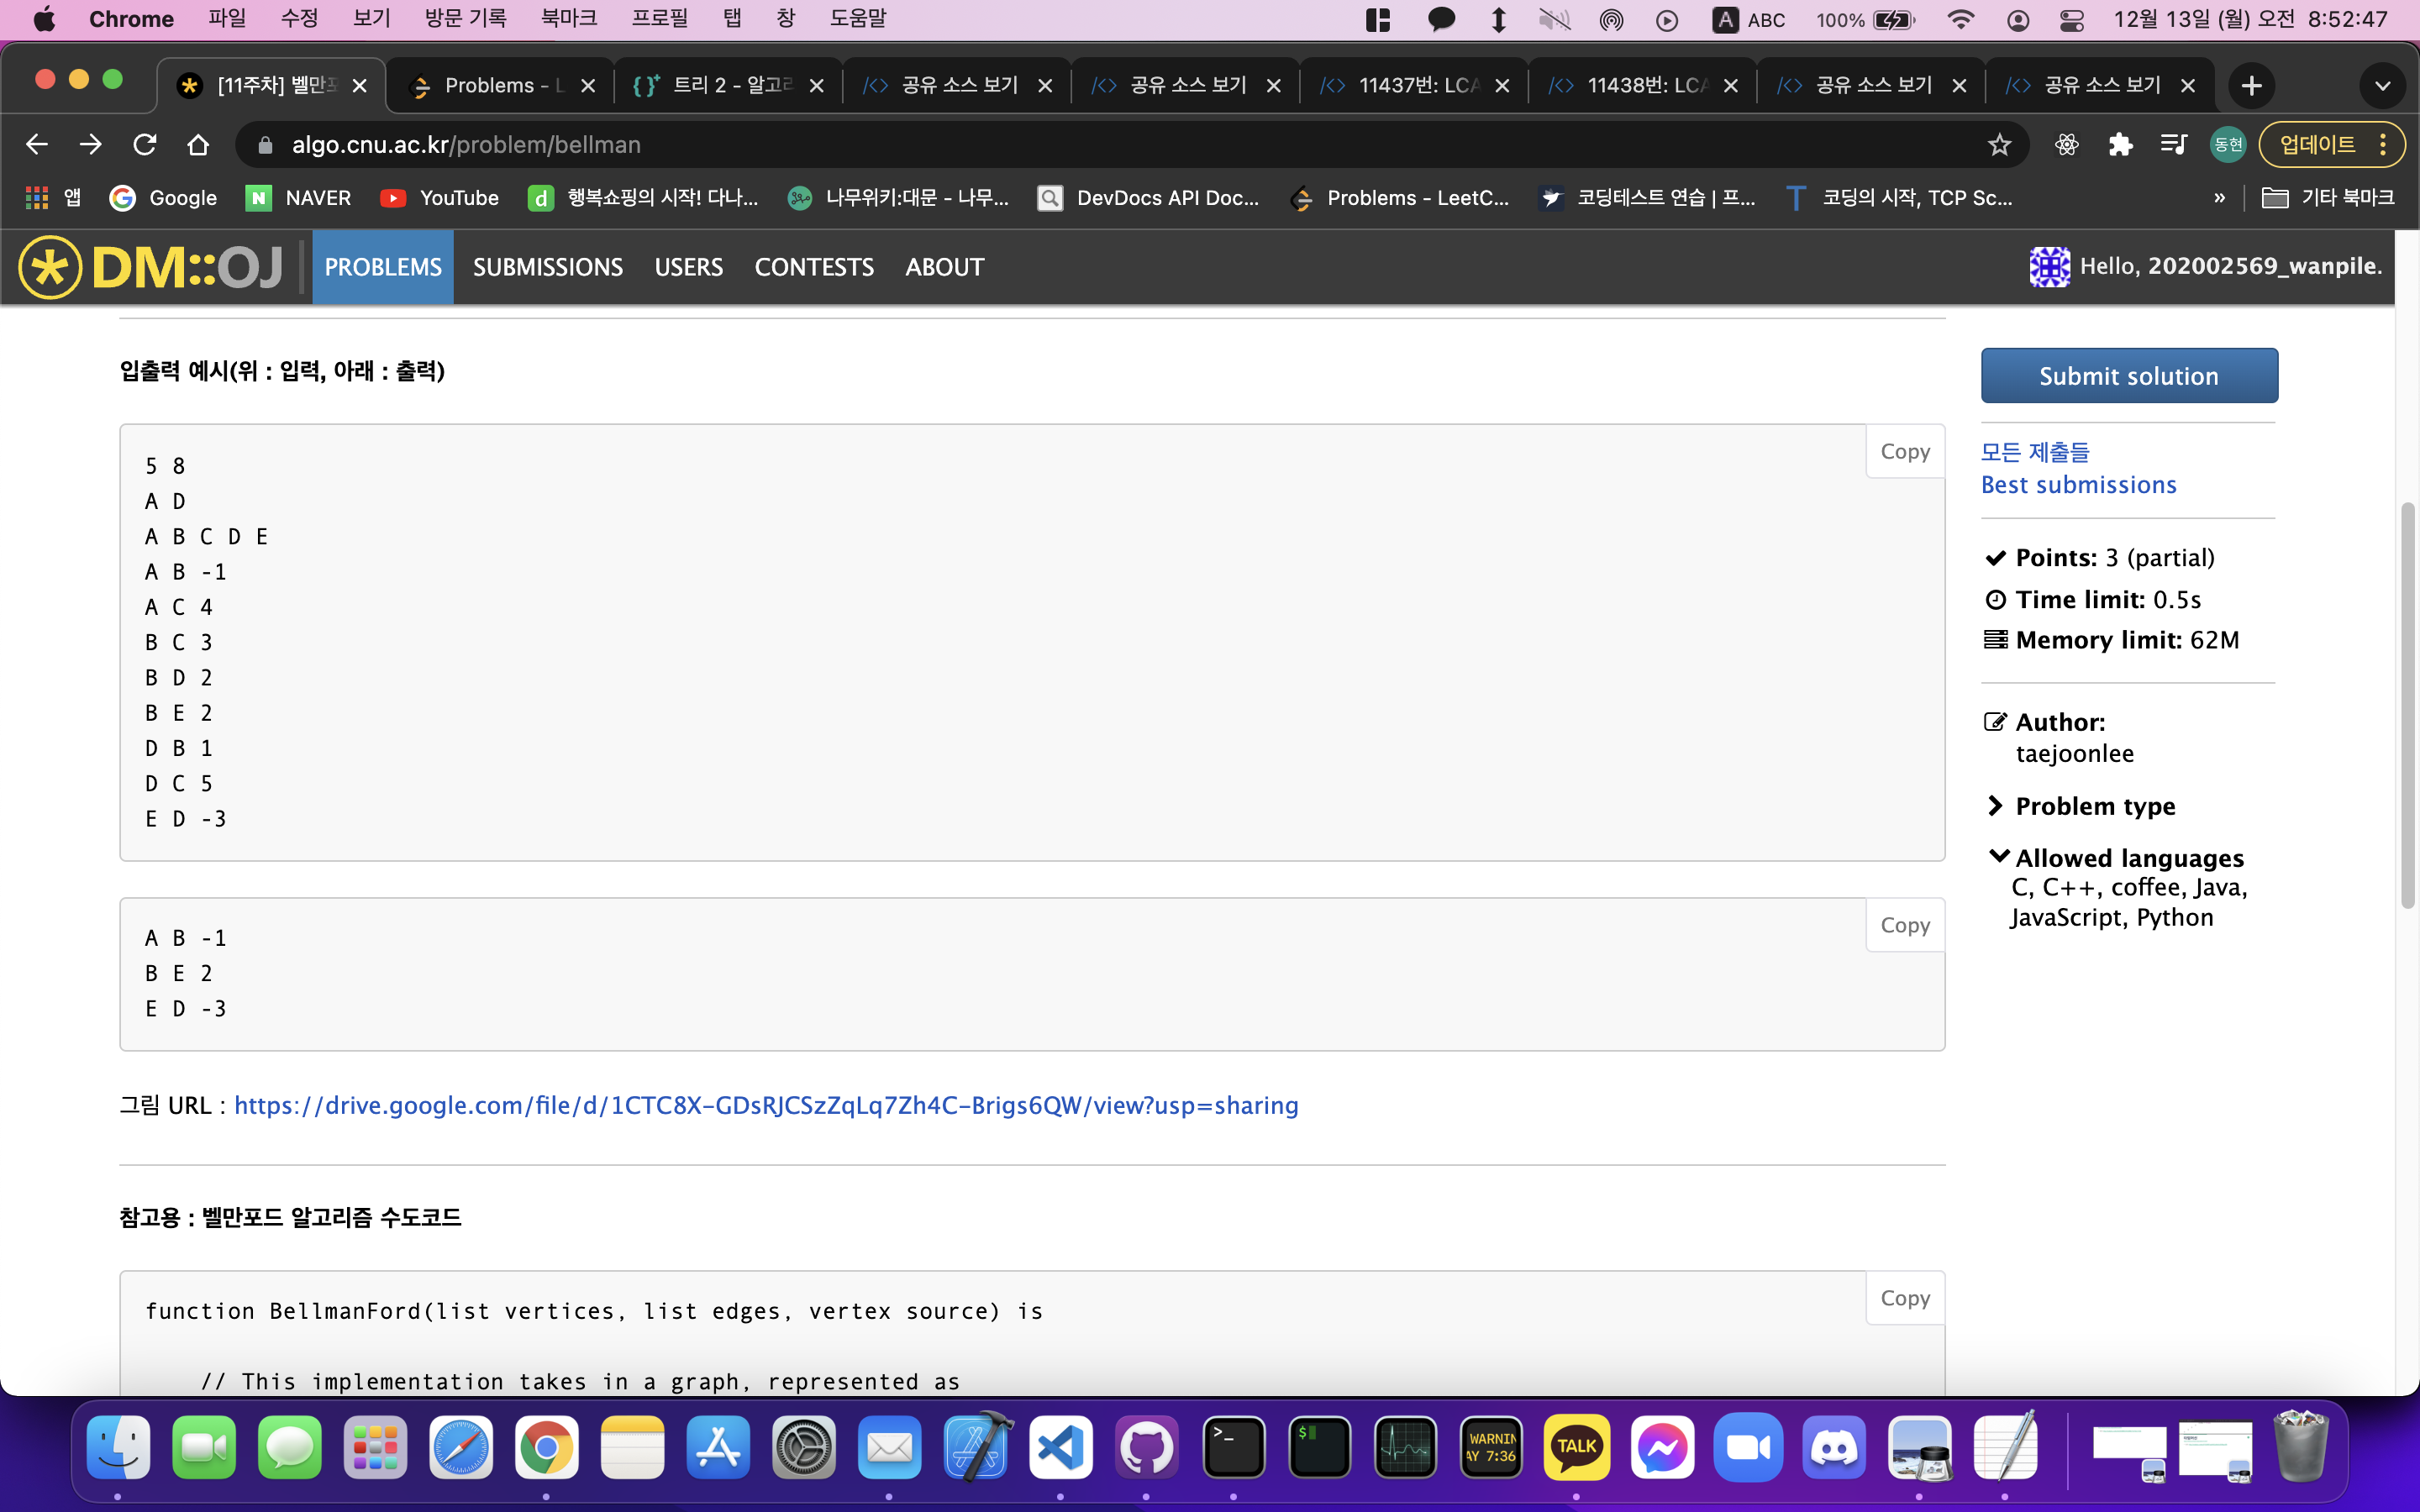 Chrome 파일 수정 보기 방문 기록 북마크 프로필 탭 창 도움말 A ABC 100% 12월 13일 (월) 오전 8:52:47
[11주차] 벨만포 Problems - L 트리 2 - 알고리 공유 소스 보기 공유 소스 보기 11437번: LCA 11438번: LCA 공유 소스 보기 공유 소스 보기
algo.cnu.ac.kr/problem/bellman 동현 업데이트
앱 Google NAVER YouTube 행복쇼핑의 시작! 다나... 나무위키:대문 - 나무... DevDocs API Doc... Problems - LeetC... 코딩테스트 연습 | 프... 코딩의 시작, TCP Sc... » 기타 북마크
DM::OJ PROBLEMS SUBMISSIONS USERS CONTESTS ABOUT Hello, 202002569_wanpile.
입출력 예시(위 : 입력, 아래 : 출력)
Copy
5 8
A D
A B C D E
A B -1
A C 4
B C 3
B D 2
B E 2
D B 1
D C 5
E D -3
Copy
A B -1
B E 2
E D -3
그림 URL : https://drive.google.com/file/d/1CTC8X-GDsRJCSzZqLq7Zh4C-Brigs6QW/view?usp=sharing
참고용 : 벨만포드 알고리즘 수도코드
Copy
function BellmanFord(list vertices, list edges, vertex source) is
// This implementation takes in a graph, represented as
Submit solution
모든 제출들
Best submissions
Points: 3 (partial)
Time limit: 0.5s
Memory limit: 62M
Author:
taejoonlee
Problem type
Allowed languages
C, C++, coffee, Java,
JavaScript, Python
WARNIN
AY 7:36
TALK